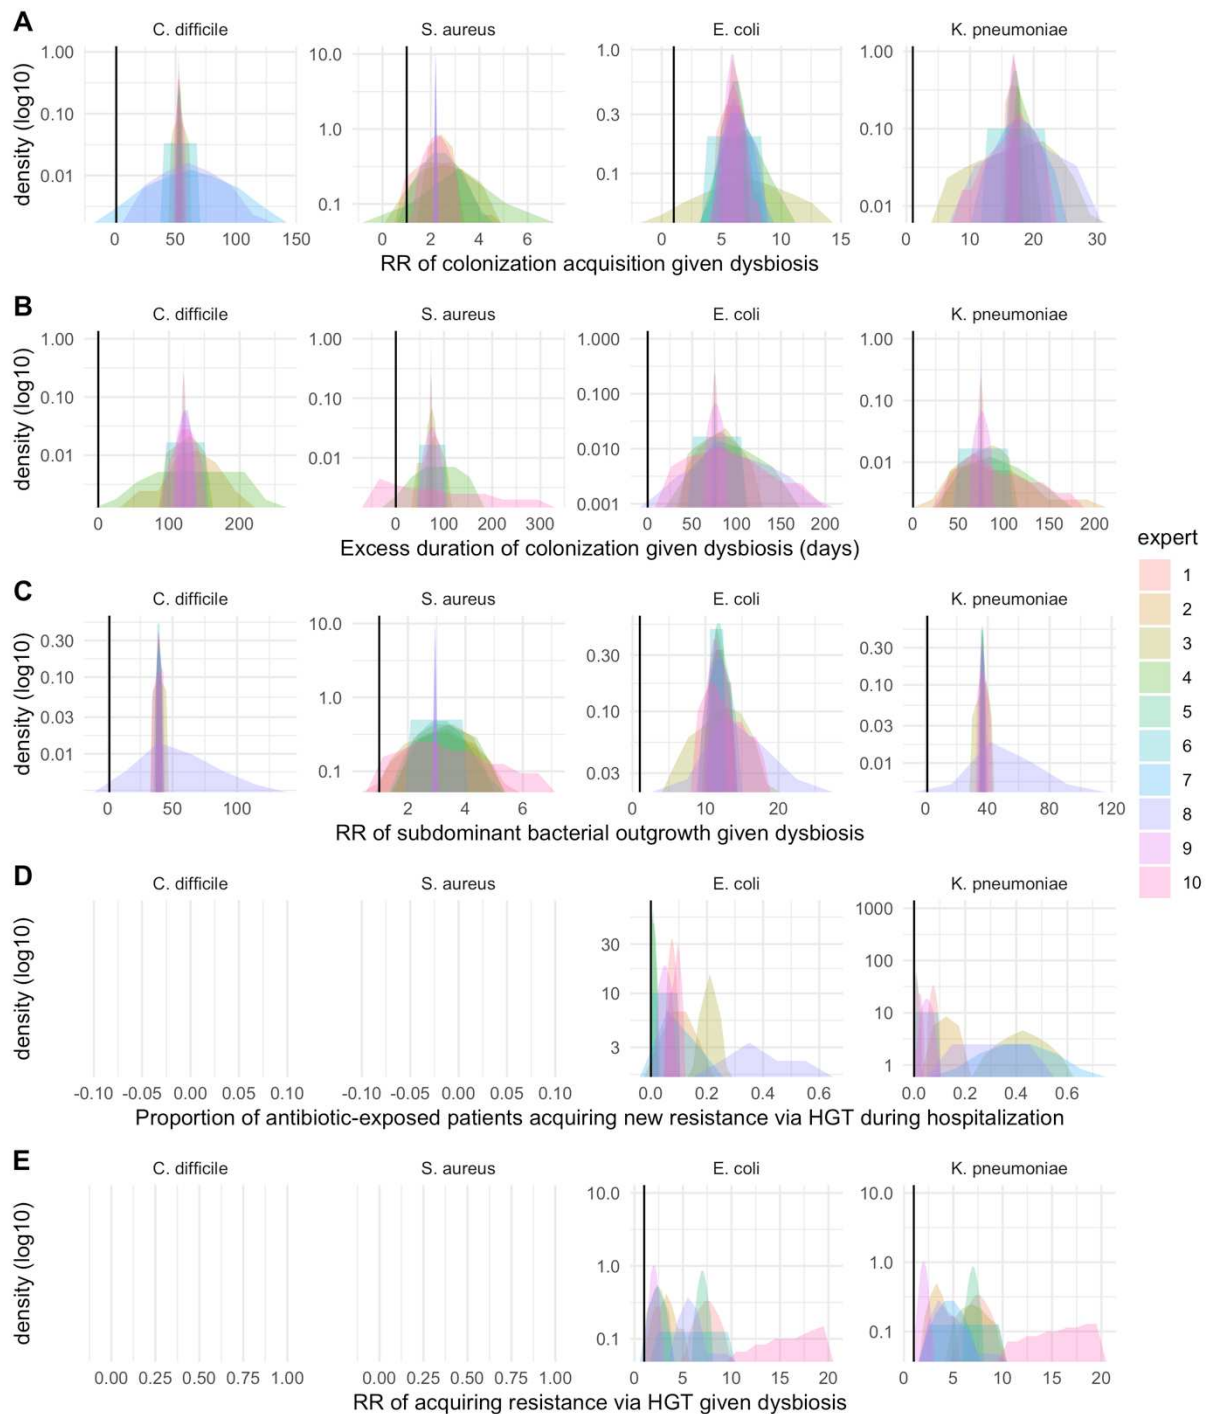 A
C. difficile S. aureus E. coli K. pneumoniae
density (log10)
1.00 10.0 1.0 1.00
0.10 1.0 0.3 0.10
0.01 0.1 0.1 0.01
0 50 100 150 0 2 4 6 0 5 10 15 0 10 20 30
RR of colonization acquisition given dysbiosis
B
C. difficile S. aureus E. coli K. pneumoniae
density (log10)
1.00 1.00 1.000 1.00
0.10 0.10 0.100 0.10
0.01 0.01 0.010 0.01
0.001
0 100 200 0 100 200 300 0 50 100 150 200 0 50 100 150 200
Excess duration of colonization given dysbiosis (days)
C
C. difficile S. aureus E. coli K. pneumoniae
density (log10)
0.30 10.0 0.30 0.30
0.10 1.0 0.10 0.10
0.03 0.1 0.03 0.03
0.01 0.01
0 50 100 2 4 6 0 10 20 0 40 80 120
RR of subdominant bacterial outgrowth given dysbiosis
D
C. difficile S. aureus E. coli K. pneumoniae
density (log10)
30 1000
10 100
3 10
1
-0.10 -0.05 0.00 0.05 0.10 -0.10 -0.05 0.00 0.05 0.10 0.0 0.2 0.4 0.6 0.0 0.2 0.4 0.6
Proportion of antibiotic-exposed patients acquiring new resistance via HGT during hospitalization
E
C. difficile S. aureus E. coli K. pneumoniae
density (log10)
10.0 10.0
1.0 1.0
0.1 0.1
0.00 0.25 0.50 0.75 1.00 0.00 0.25 0.50 0.75 1.00 0 5 10 15 20 0 5 10 15 20
RR of acquiring resistance via HGT given dysbiosis
expert
1
2
3
4
5
6
7
8
9
10